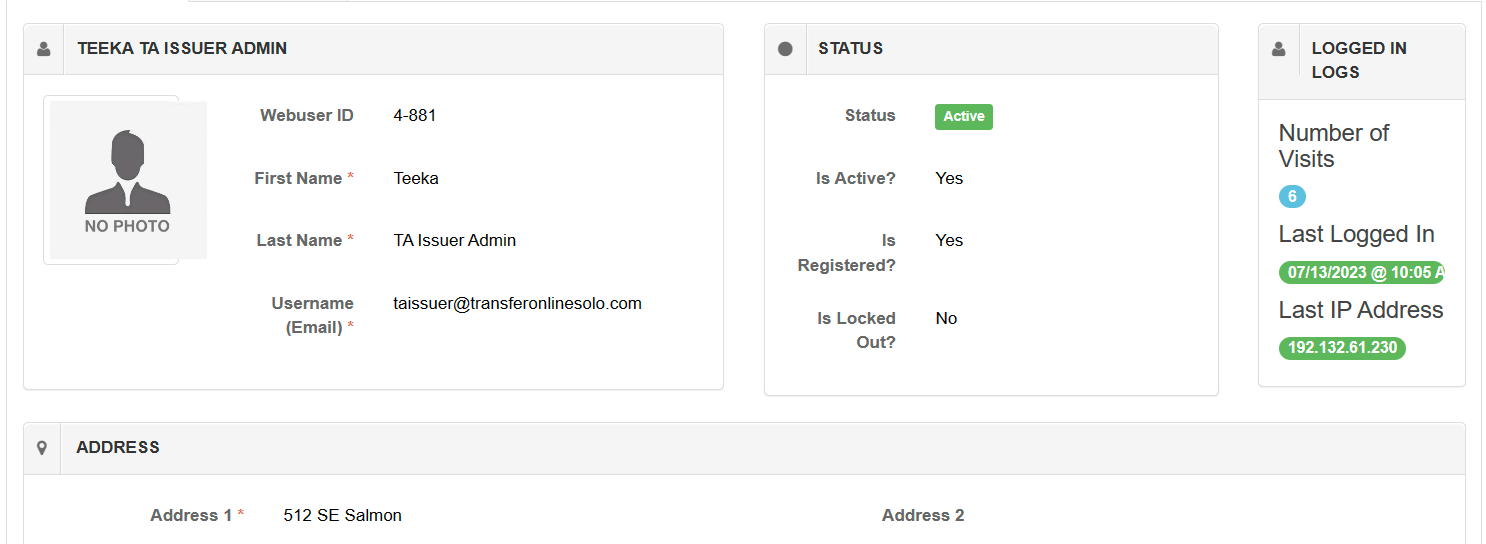 TEEKA TA ISSUER ADMIN
NO PHOTO
Webuser ID 4-881
First Name * Teeka
Last Name * TA Issuer Admin
Username taissuer@transferonlinesolo.com
(Email) *
STATUS
Status Active
Is Active? Yes
Is Yes
Registered?
Is Locked No
Out?
LOGGED IN
LOGS
Number of
Visits
6
Last Logged In
07/13/2023 @ 10:05 A
Last IP Address
192.132.61.230
ADDRESS
Address 1 * 512 SE Salmon
Address 2